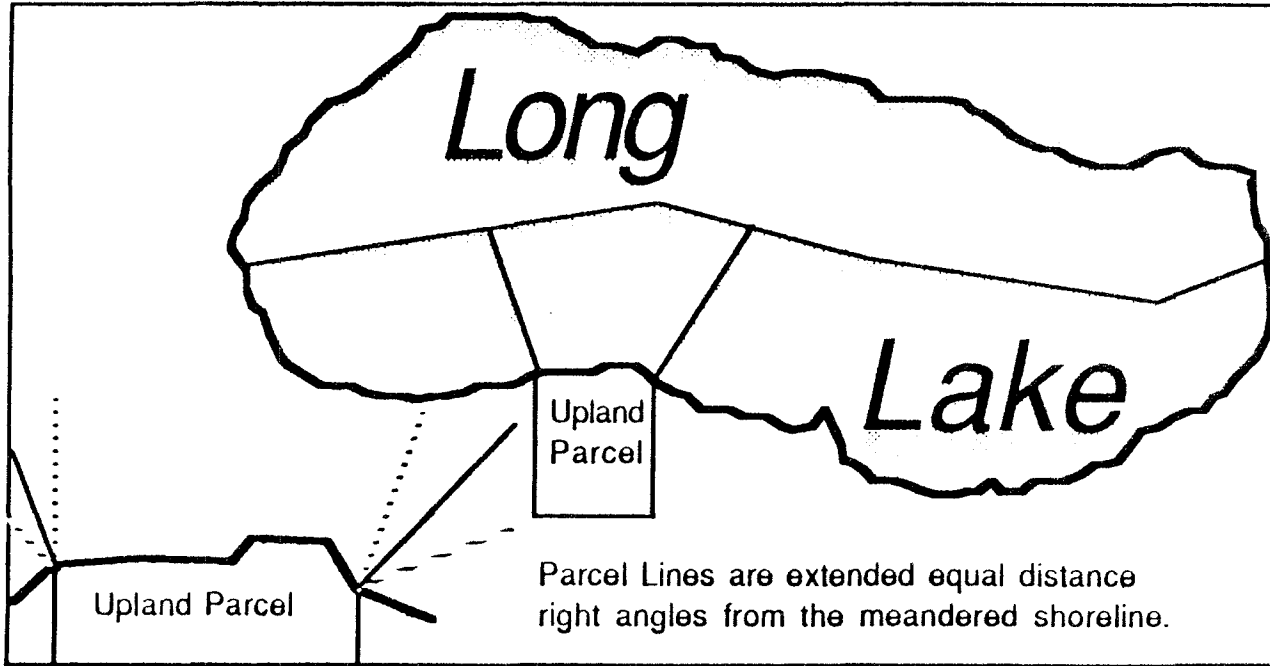 Long
Lake
Upland
Parcel
Upland Parcel
Parcel Lines are extended equal distance
right angles from the meandered shoreline.